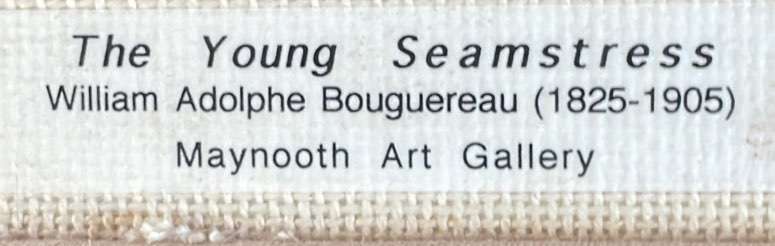 The Young Seamstress
William Adolphe Bouguereau (1825-1905)
Maynooth Art Gallery